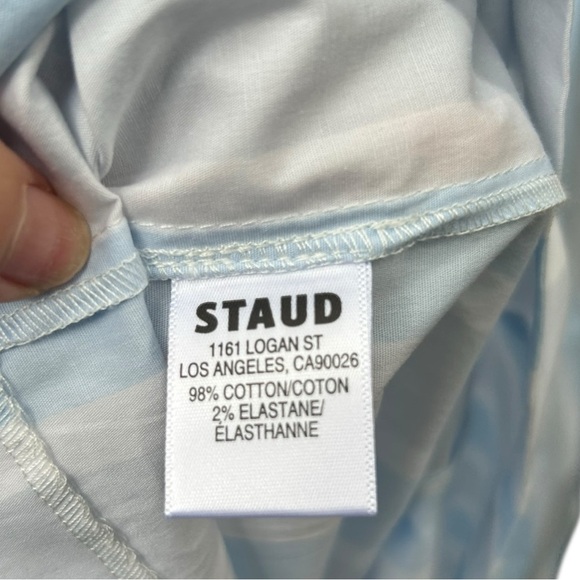 STAUD
1161 LOGAN ST
LOS ANGELES, CA90026
98% COTTON/COTON
2% ELASTANE/
ÉLASTHANNE